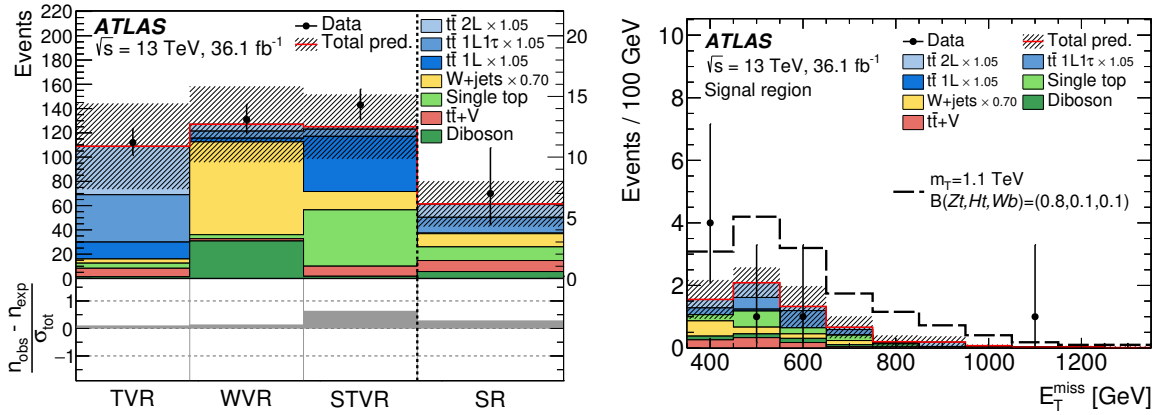 ATLAS
√s = 13 TeV, 36.1 fb⁻¹
Data
Total pred.
tt̄ 2L × 1.05
tt̄ 1L1τ × 1.05
tt̄ 1L × 1.05
W+jets × 0.70
Single top
tt̄+V
Diboson
Events
220
200
180
160
140
120
100
80
60
40
20
0
20
15
10
5
0
n_obs - n_exp
σ_tot
1
0
−1
TVR
WVR
STVR
SR
ATLAS
√s = 13 TeV, 36.1 fb⁻¹
Signal region
Data
Total pred.
tt̄ 2L × 1.05
tt̄ 1L1τ × 1.05
tt̄ 1L × 1.05
Single top
W+jets × 0.70
Diboson
tt̄+V
m_T=1.1 TeV
B(Zt,Ht,Wb)=(0.8,0.1,0.1)
Events / 100 GeV
10
8
6
4
2
0
400
600
800
1000
1200
E_T^miss [GeV]